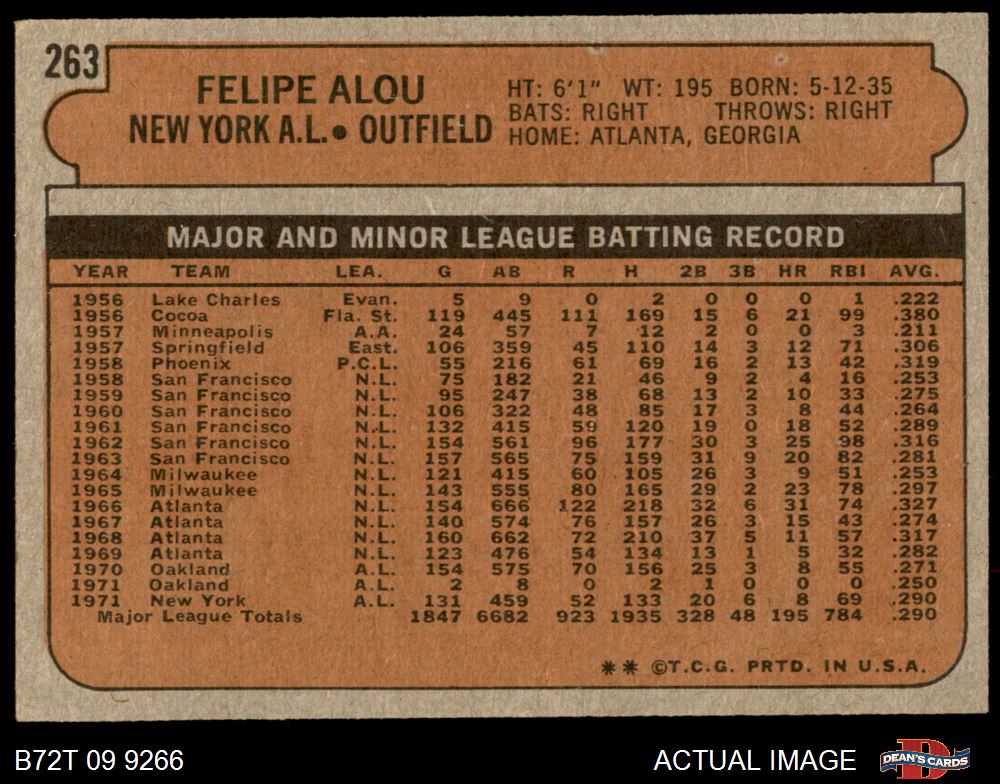 263
FELIPE ALOU
NEW YORK A.L. • OUTFIELD
HT: 6'1" WT: 195 BORN: 5-12-35
BATS: RIGHT THROWS: RIGHT
HOME: ATLANTA, GEORGIA
MAJOR AND MINOR LEAGUE BATTING RECORD
YEAR TEAM LEA. G AB R H 2B 3B HR RBI AVG.
1956 Lake Charles Evan. 5 9 0 2 0 0 0 1 .222
1956 Cocoa Fla. St. 119 445 111 169 15 6 21 99 .380
1957 Minneapolis A.A. 24 57 7 12 2 0 0 3 .211
1957 Springfield East. 106 359 45 110 14 3 12 71 .306
1958 Phoenix P.C.L. 55 216 61 69 16 2 13 42 .319
1958 San Francisco N.L. 75 182 21 46 9 2 4 16 .253
1959 San Francisco N.L. 95 247 38 68 13 2 10 33 .275
1960 San Francisco N.L. 106 322 48 85 17 3 8 44 .264
1961 San Francisco N.L. 132 415 59 120 19 0 18 52 .289
1962 San Francisco N.L. 154 561 96 177 30 3 25 98 .316
1963 San Francisco N.L. 157 565 75 159 31 9 20 82 .281
1964 Milwaukee N.L. 121 415 60 105 26 3 9 51 .253
1965 Milwaukee N.L. 143 555 80 165 29 2 23 78 .297
1966 Atlanta N.L. 154 666 122 218 32 6 31 74 .327
1967 Atlanta N.L. 140 574 76 157 26 3 15 43 .274
1968 Atlanta N.L. 160 662 72 210 37 5 11 57 .317
1969 Atlanta N.L. 123 476 54 134 13 1 5 32 .282
1970 Oakland A.L. 154 575 70 156 25 3 8 55 .271
1971 Oakland A.L. 2 8 0 2 1 0 0 0 .250
1971 New York A.L. 131 459 52 133 20 6 8 69 .290
Major League Totals 1847 6682 923 1935 328 48 195 784 .290
** ©T.C.G. PRTD. IN U.S.A.
B72T 09 9266
ACTUAL IMAGE
DEAN'S CARDS